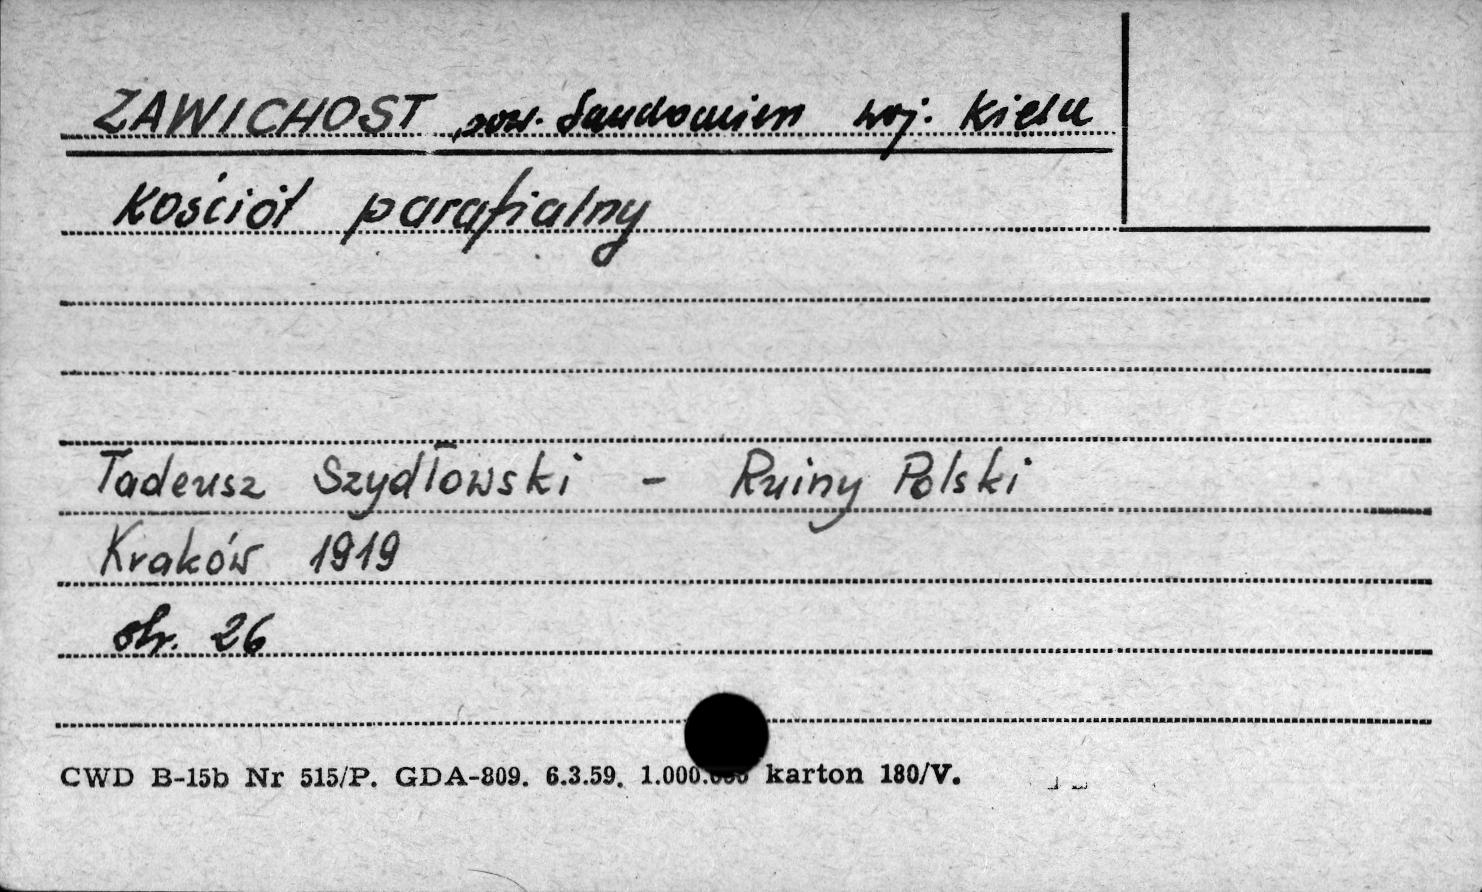 ZAWICHOST pow. Sandomierz woj. Kielce
Kościół parafialny
Tadeusz Szydłowski - Ruiny Polski
Kraków 1919
str. 26
CWD B-15b Nr 515/P. GDA-809. 6.3.59. 1.000.000 karton 180/V.